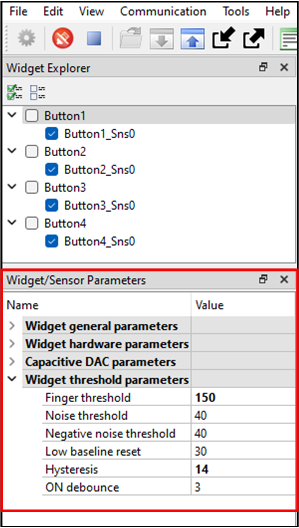 File Edit View Communication Tools Help
Widget Explorer
Button1
Button1_Sns0
Button2
Button2_Sns0
Button3
Button3_Sns0
Button4
Button4_Sns0
Widget/Sensor Parameters
Name Value
Widget general parameters
Widget hardware parameters
Capacitive DAC parameters
Widget threshold parameters
Finger threshold 150
Noise threshold 40
Negative noise threshold 40
Low baseline reset 30
Hysteresis 14
ON debounce 3